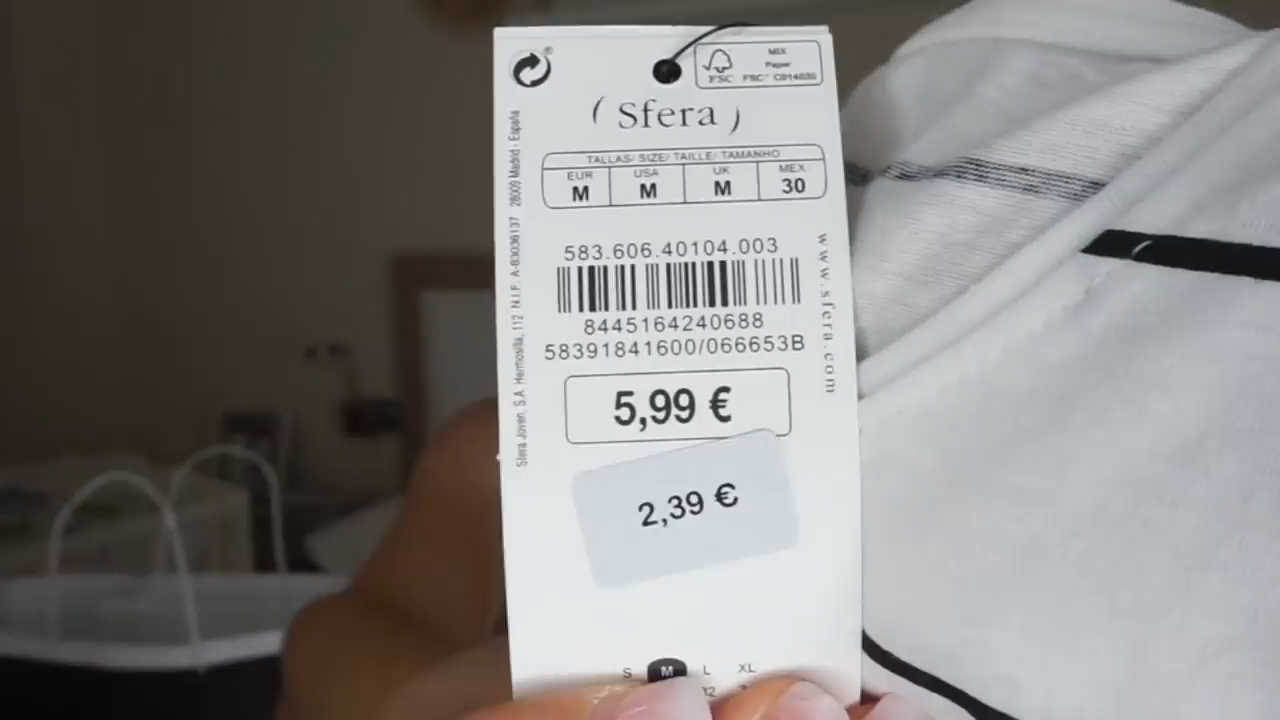 MIX
Paper
FSC
FSC®
(Sfera)
TALLAS/ SIZE/ TAILLE/ TAMANHO
EUR USA UK MEX
M M M 30
583.606.40104.003
8445164240688
58391841600/066653B
5,99 €
2,39 €
S M L XL
www.sfera.com
Sfera Joven, S.A. Hermosilla, 112 N.I.F. A-83036137 28009 Madrid - España